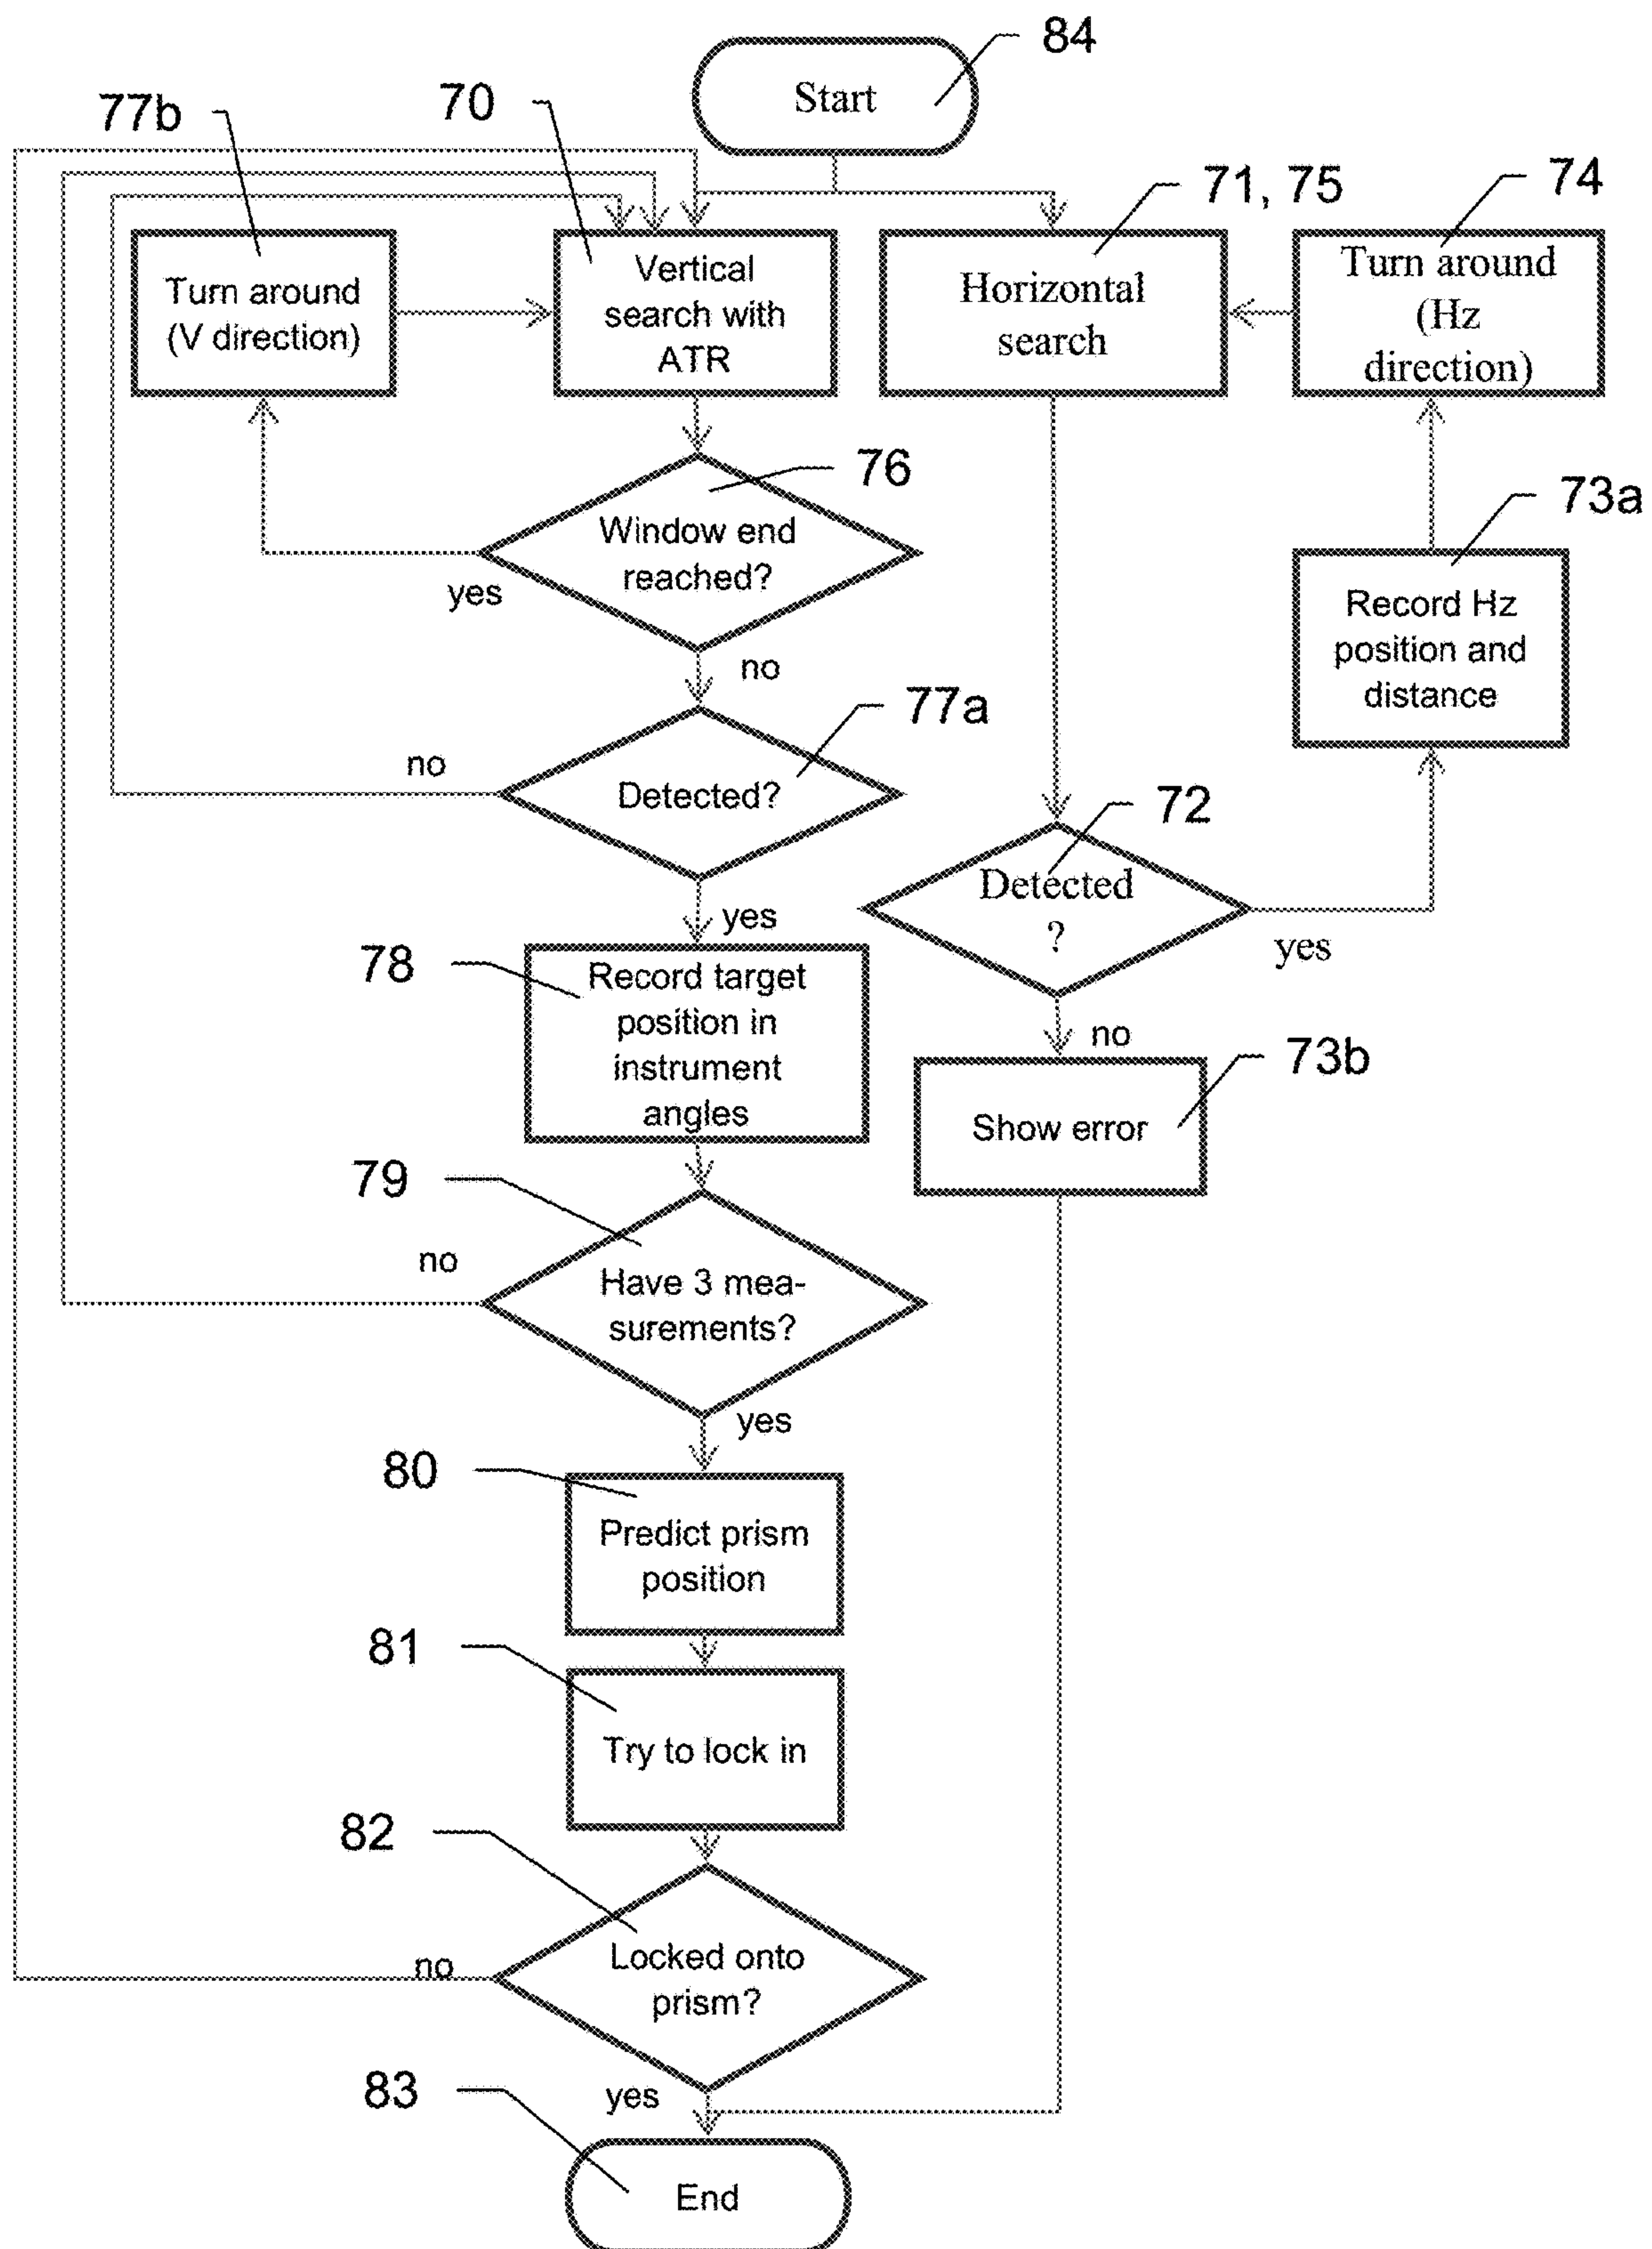 84
Start
77b
70
71, 75
74
Turn around
(V direction)
Vertical
search with
ATR
Horizontal
search
Turn around
(Hz
direction)
76
Window end
reached?
yes
no
73a
Record Hz
position and
distance
77a
no
Detected?
yes
72
Detected
?
yes
no
78
Record target
position in
instrument
angles
73b
Show error
79
no
Have 3 mea-
surements?
yes
80
Predict prism
position
81
Try to lock in
82
no
Locked onto
prism?
yes
83
End